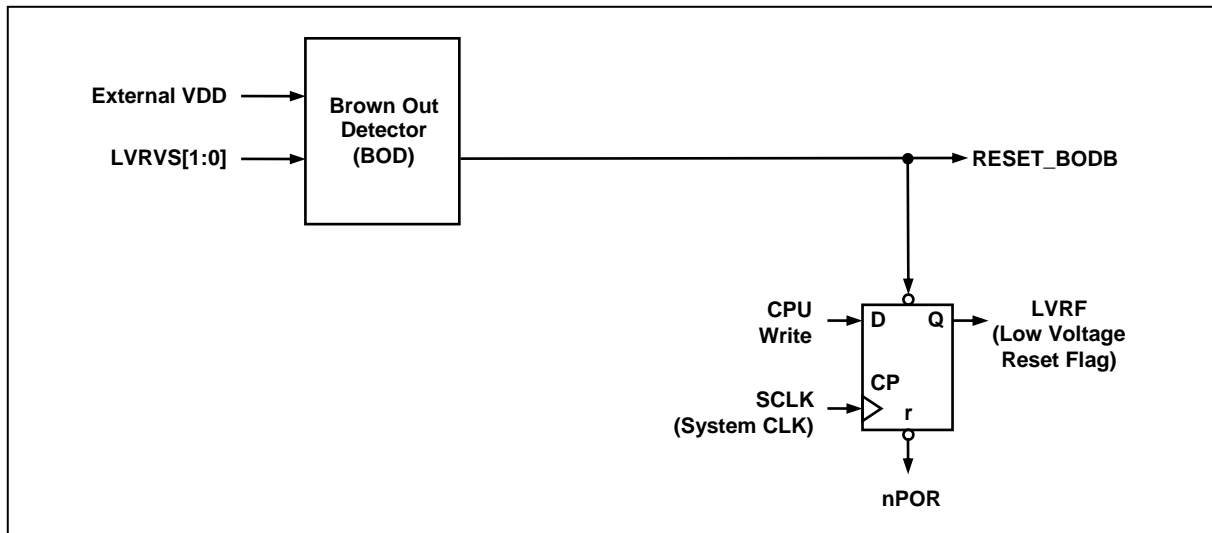 External VDD
LVRVS[1:0]
Brown Out
Detector
(BOD)
RESET_BODB
CPU
Write
D
Q
LVRF
(Low Voltage
Reset Flag)
CP
SCLK
(System CLK)
r
nPOR